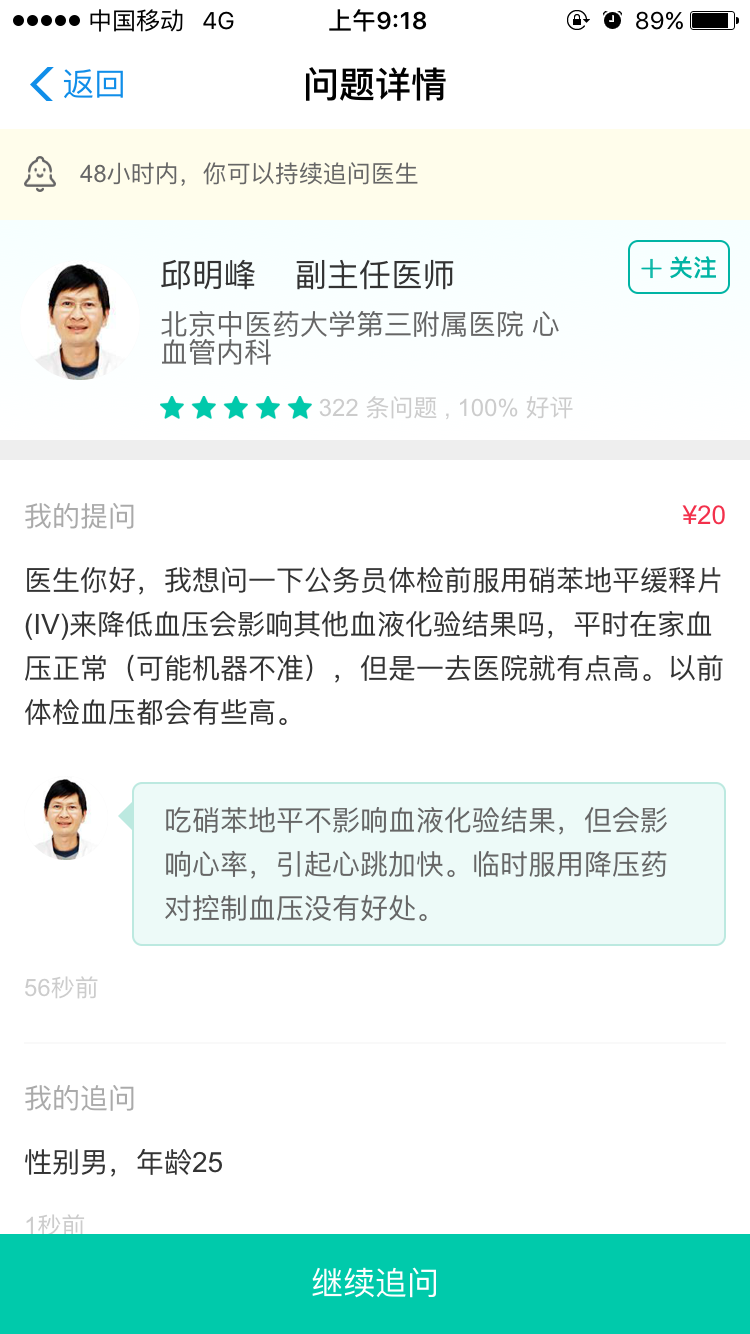 中国移动 4G 上午9:18 89%
返回 问题详情
48小时内，你可以持续追问医生
邱明峰 副主任医师 +关注
北京中医药大学第三附属医院 心
血管内科
322 条问题 , 100% 好评
我的提问 ¥20
医生你好，我想问一下公务员体检前服用硝苯地平缓释片
(IV)来降低血压会影响其他血液化验结果吗，平时在家血
压正常（可能机器不准），但是一去医院就有点高。以前
体检血压都会有些高。
吃硝苯地平不影响血液化验结果，但会影
响心率，引起心跳加快。临时服用降压药
对控制血压没有好处。
56秒前
我的追问
性别男，年龄25
1秒前
继续追问